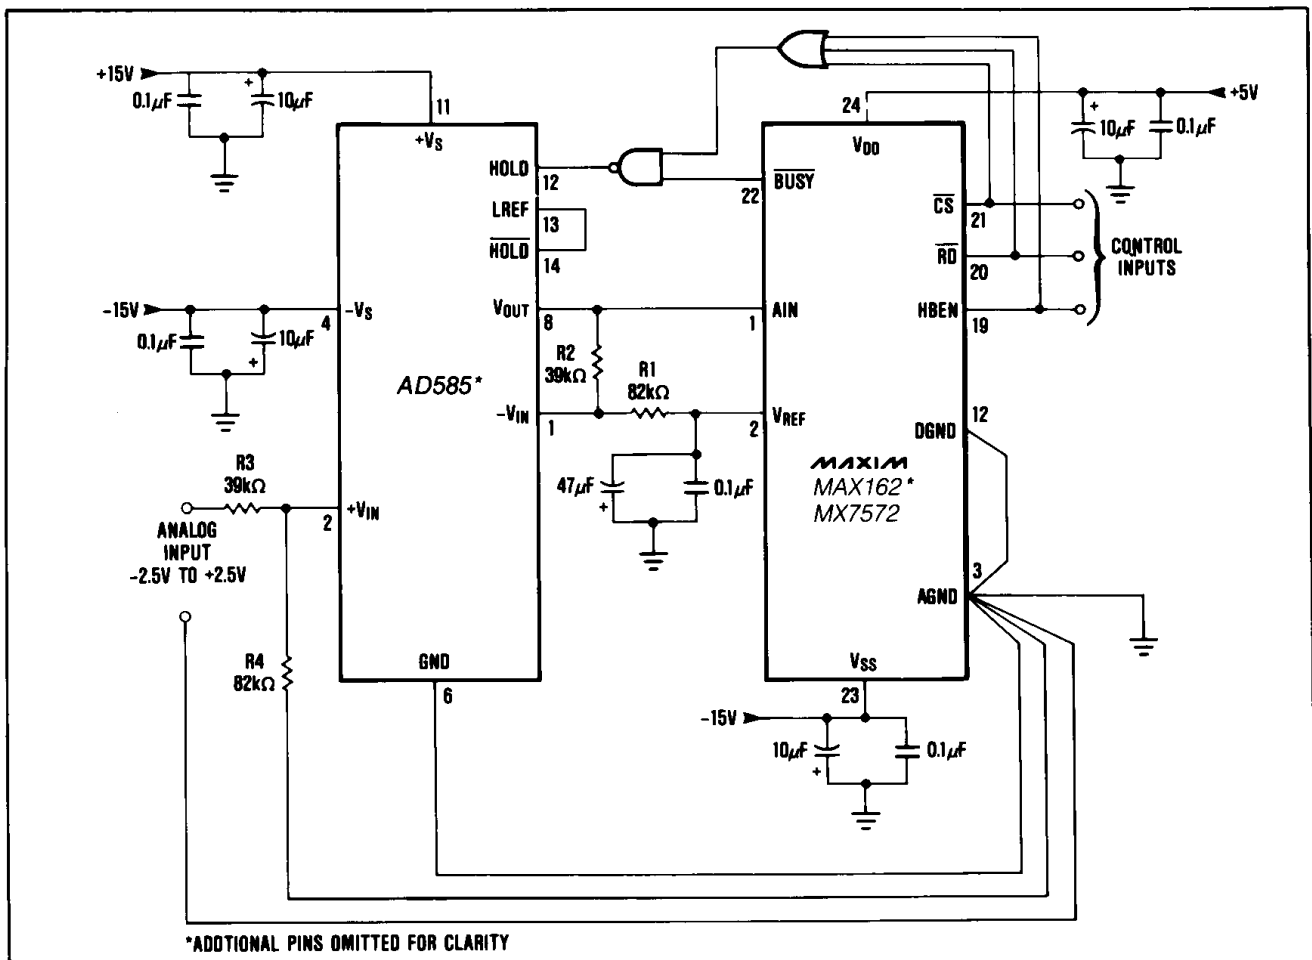 +15V
0.1µF
+
10µF
11
+VS
HOLD
12
LREF
13
HOLD
14
-15V
0.1µF
10µF
+
4
-VS
VOUT
8
AD585*
-VIN
1
R2
39kΩ
R1
82kΩ
47µF
+
0.1µF
R3
39kΩ
2
+VIN
ANALOG
INPUT
-2.5V TO +2.5V
R4
82kΩ
GND
6
24
VDD
+5V
+
10µF
0.1µF
22
BUSY
CS
21
RD
20
HBEN
19
CONTROL
INPUTS
1
AIN
2
VREF
12
DGND
MAXIM
MAX162*
MX7572
3
AGND
VSS
23
-15V
10µF
+
0.1µF
*ADDTIONAL PINS OMITTED FOR CLARITY